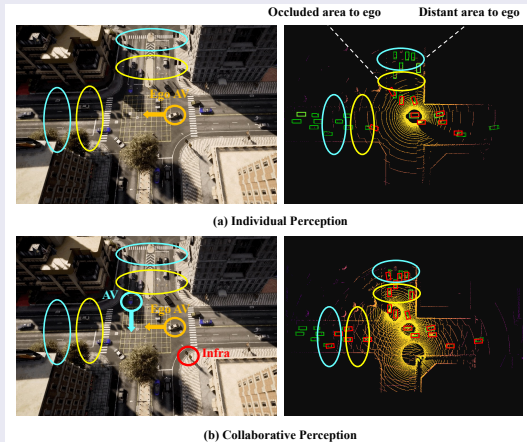 Occluded area to ego Distant area to ego
Ego AV
(a) Individual Perception
AV
Ego AV
Infra
(b) Collaborative Perception